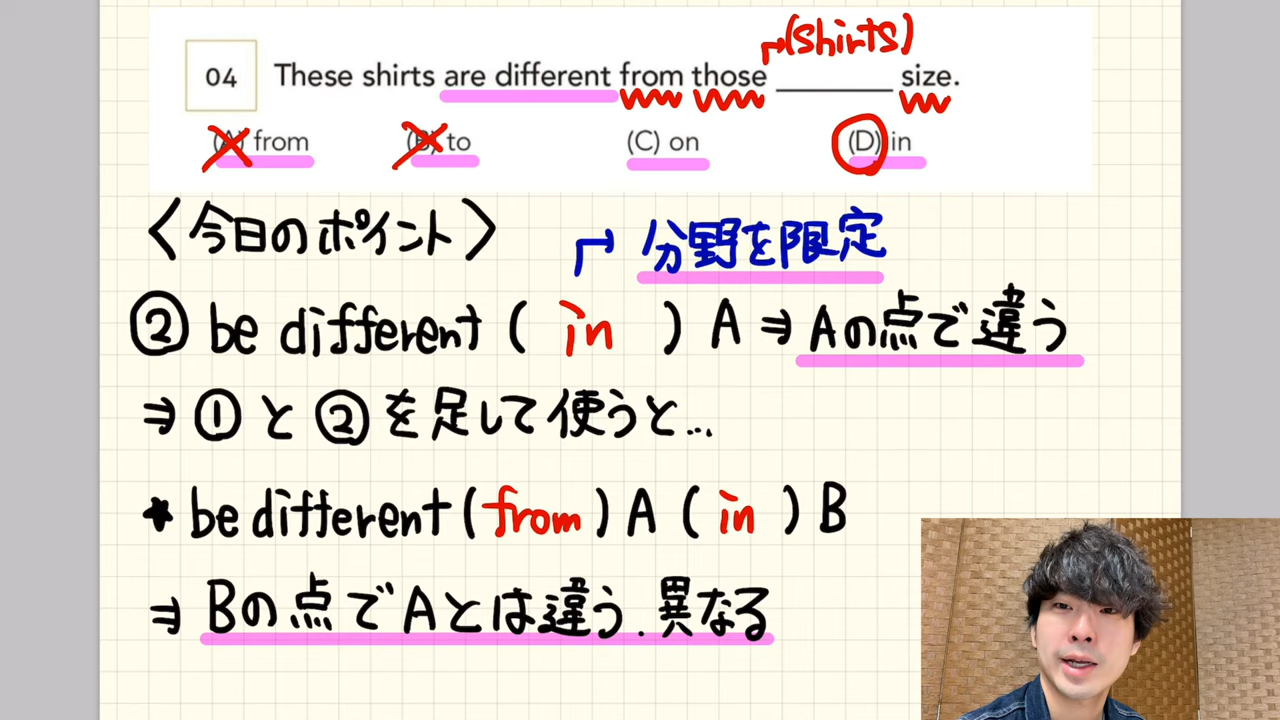 (shirts)
04 These shirts are different from those ________ size.
(A) from (B) to (C) on (D) in
〈今日のポイント〉
分野を限定
② be different ( in ) A ⇒ Aの点で違う
⇒ ① と ② を足して使うと...
★ be different (from) A (in) B
⇒ Bの点でAとは違う.異なる